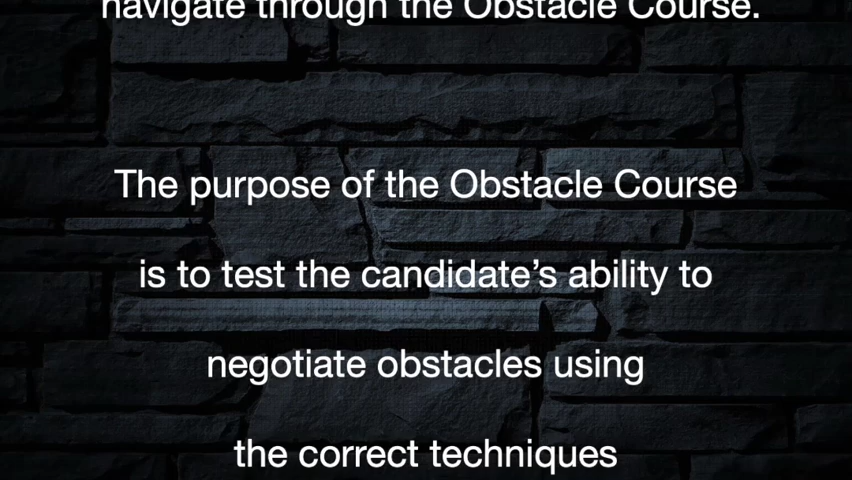 navigate through the Obstacle Course.
The purpose of the Obstacle Course
is to test the candidate’s ability to
negotiate obstacles using
the correct techniques